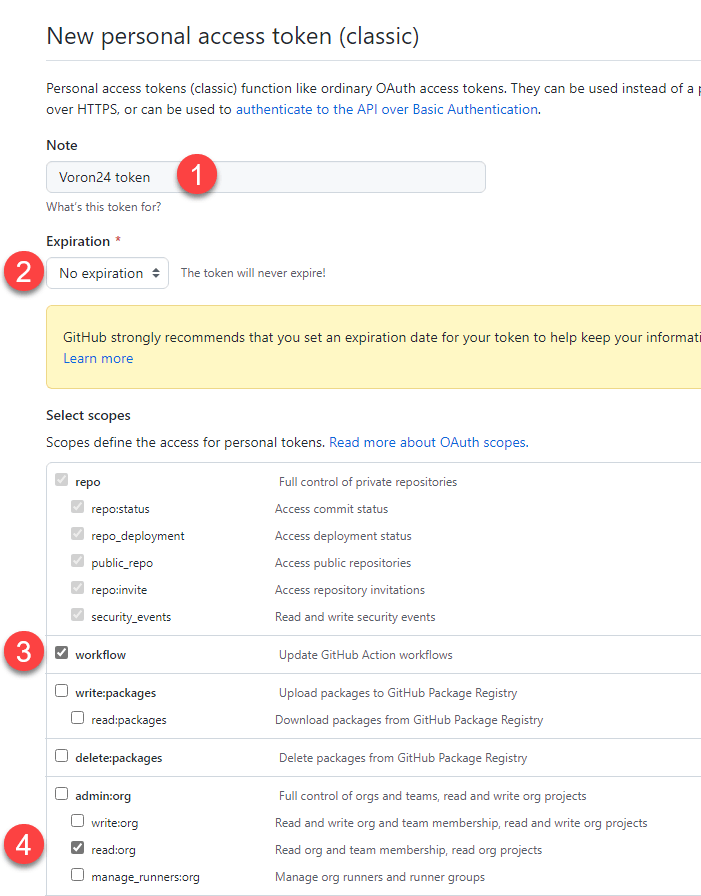 New personal access token (classic)
Personal access tokens (classic) function like ordinary OAuth access tokens. They can be used instead of a
over HTTPS, or can be used to authenticate to the API over Basic Authentication.
Note
Voron24 token 1
What's this token for?
Expiration *
2 No expiration The token will never expire!
GitHub strongly recommends that you set an expiration date for your token to help keep your
Learn more
Select scopes
Scopes define the access for personal tokens. Read more about OAuth scopes.
repo Full control of private repositories
repo:status Access commit status
repo_deployment Access deployment status
public_repo Access public repositories
repo:invite Access repository invitations
security_events Read and write security events
3 workflow Update GitHub Action workflows
write:packages Upload packages to GitHub Package Registry
read:packages Download packages from GitHub Package Registry
delete:packages Delete packages from GitHub Package Registry
admin:org Full control of orgs and teams, read and write org projects
write:org Read and write org and team membership, read and write org projects
4 read:org Read org and team membership, read org projects
manage_runners:org Manage org runners and runner groups